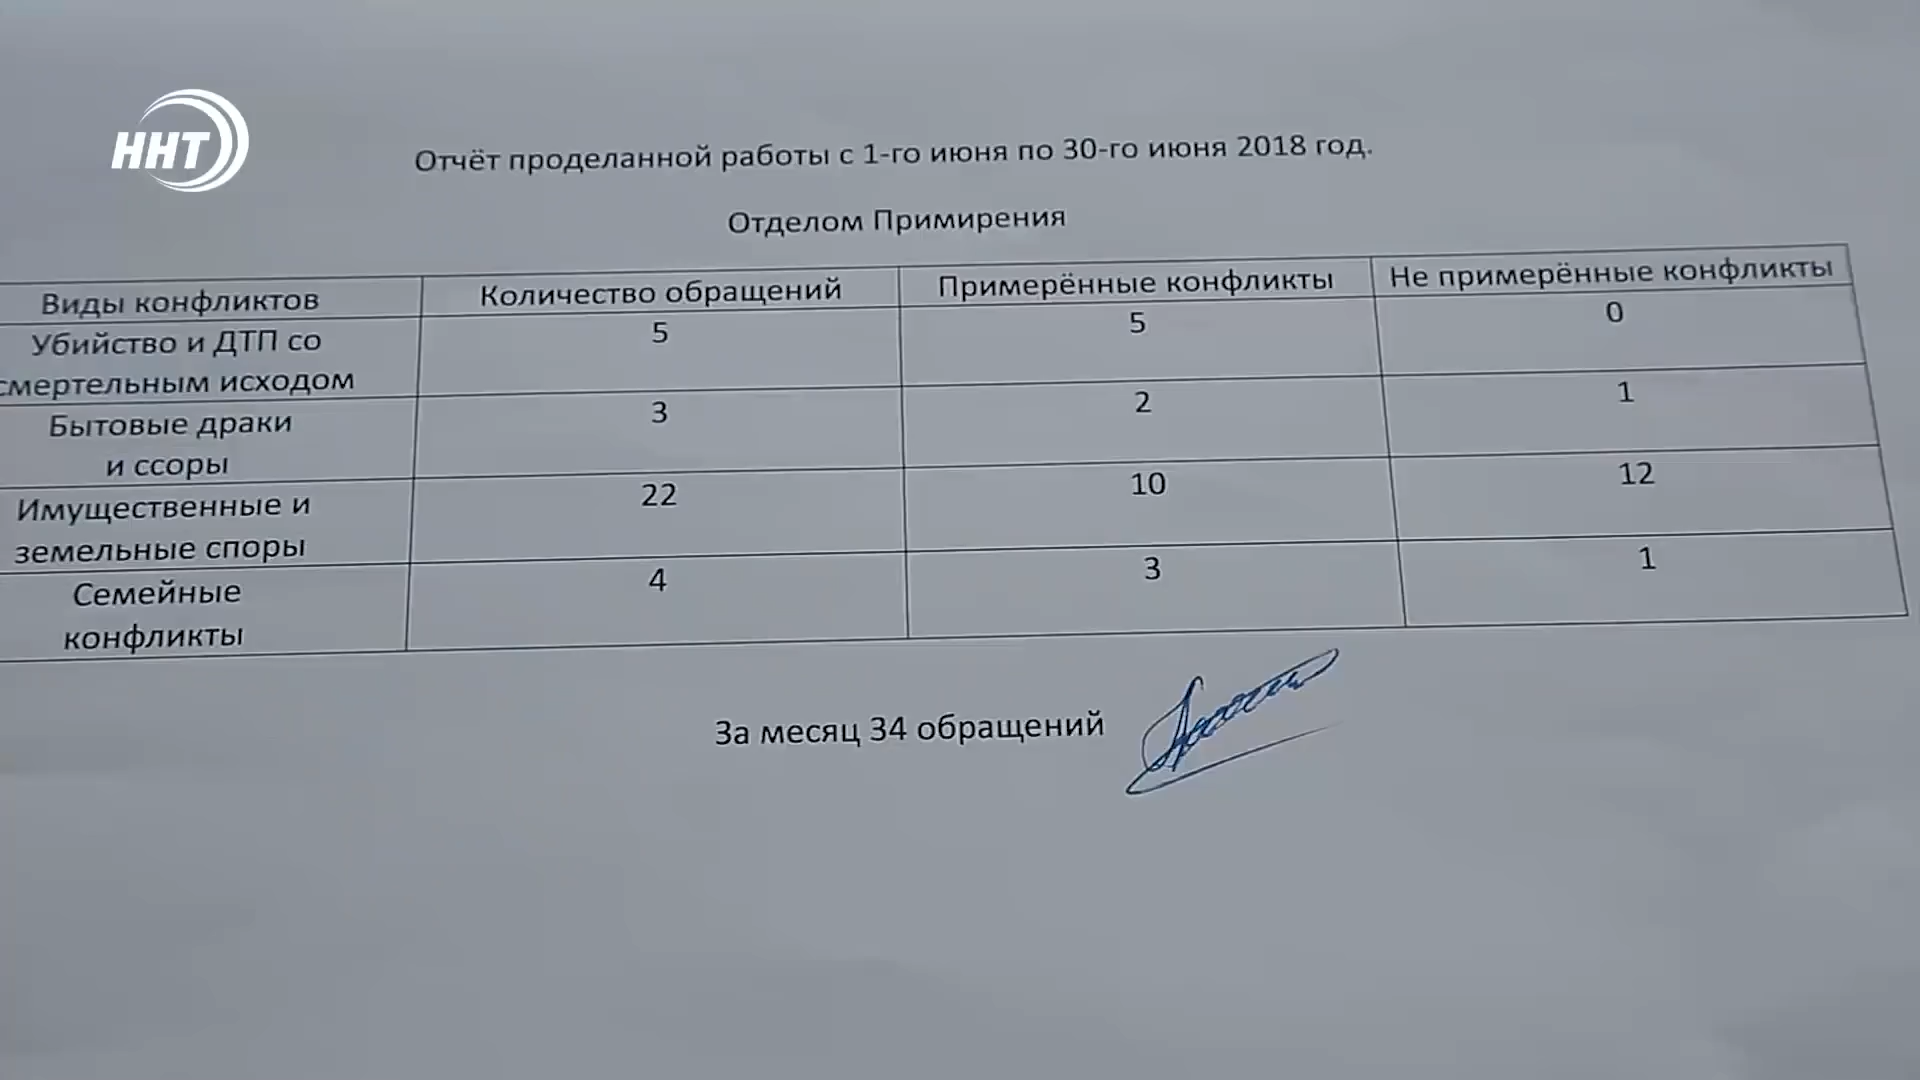 ННТ
Отчёт проделанной работы с 1-го июня по 30-го июня 2018 год.
Отделом Примирения
Виды конфликтов
Количество обращений
Примерённые конфликты
Не примерённые конфликты
Убийство и ДТП со
смертельным исходом
5
5
0
Бытовые драки
и ссоры
3
2
1
Имущественные и
земельные споры
22
10
12
Семейные
конфликты
4
3
1
За месяц 34 обращений